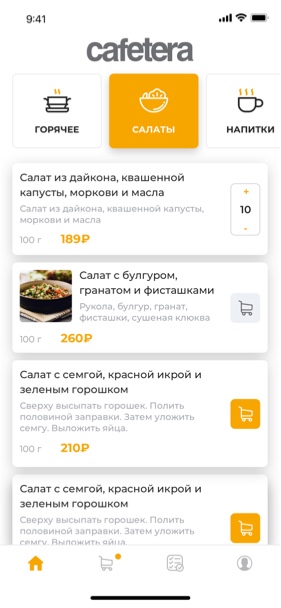 9:41
cafetera
ГОРЯЧЕЕ
САЛАТЫ
НАПИТКИ
Салат из дайкона, квашенной
капусты, моркови и масла
Салат из дайкона, квашенной капусты,
моркови и масла
100 г 189₽
+
10
-
Салат с булгуром,
гранатом и фисташками
Рукола, булгур, гранат,
фисташки, сушеная клюква
100 г 260₽
Салат с семгой, красной икрой и
зеленым горошком
Сверху высыпать горошек. Полить
половиной заправки. Затем уложить
семгу. Выложить яйца.
100 г 210₽
Салат с семгой, красной икрой и
зеленым горошком
Сверху высыпать горошек. Полить
половиной заправки. Затем уложить
семгу. Выложить яйца.